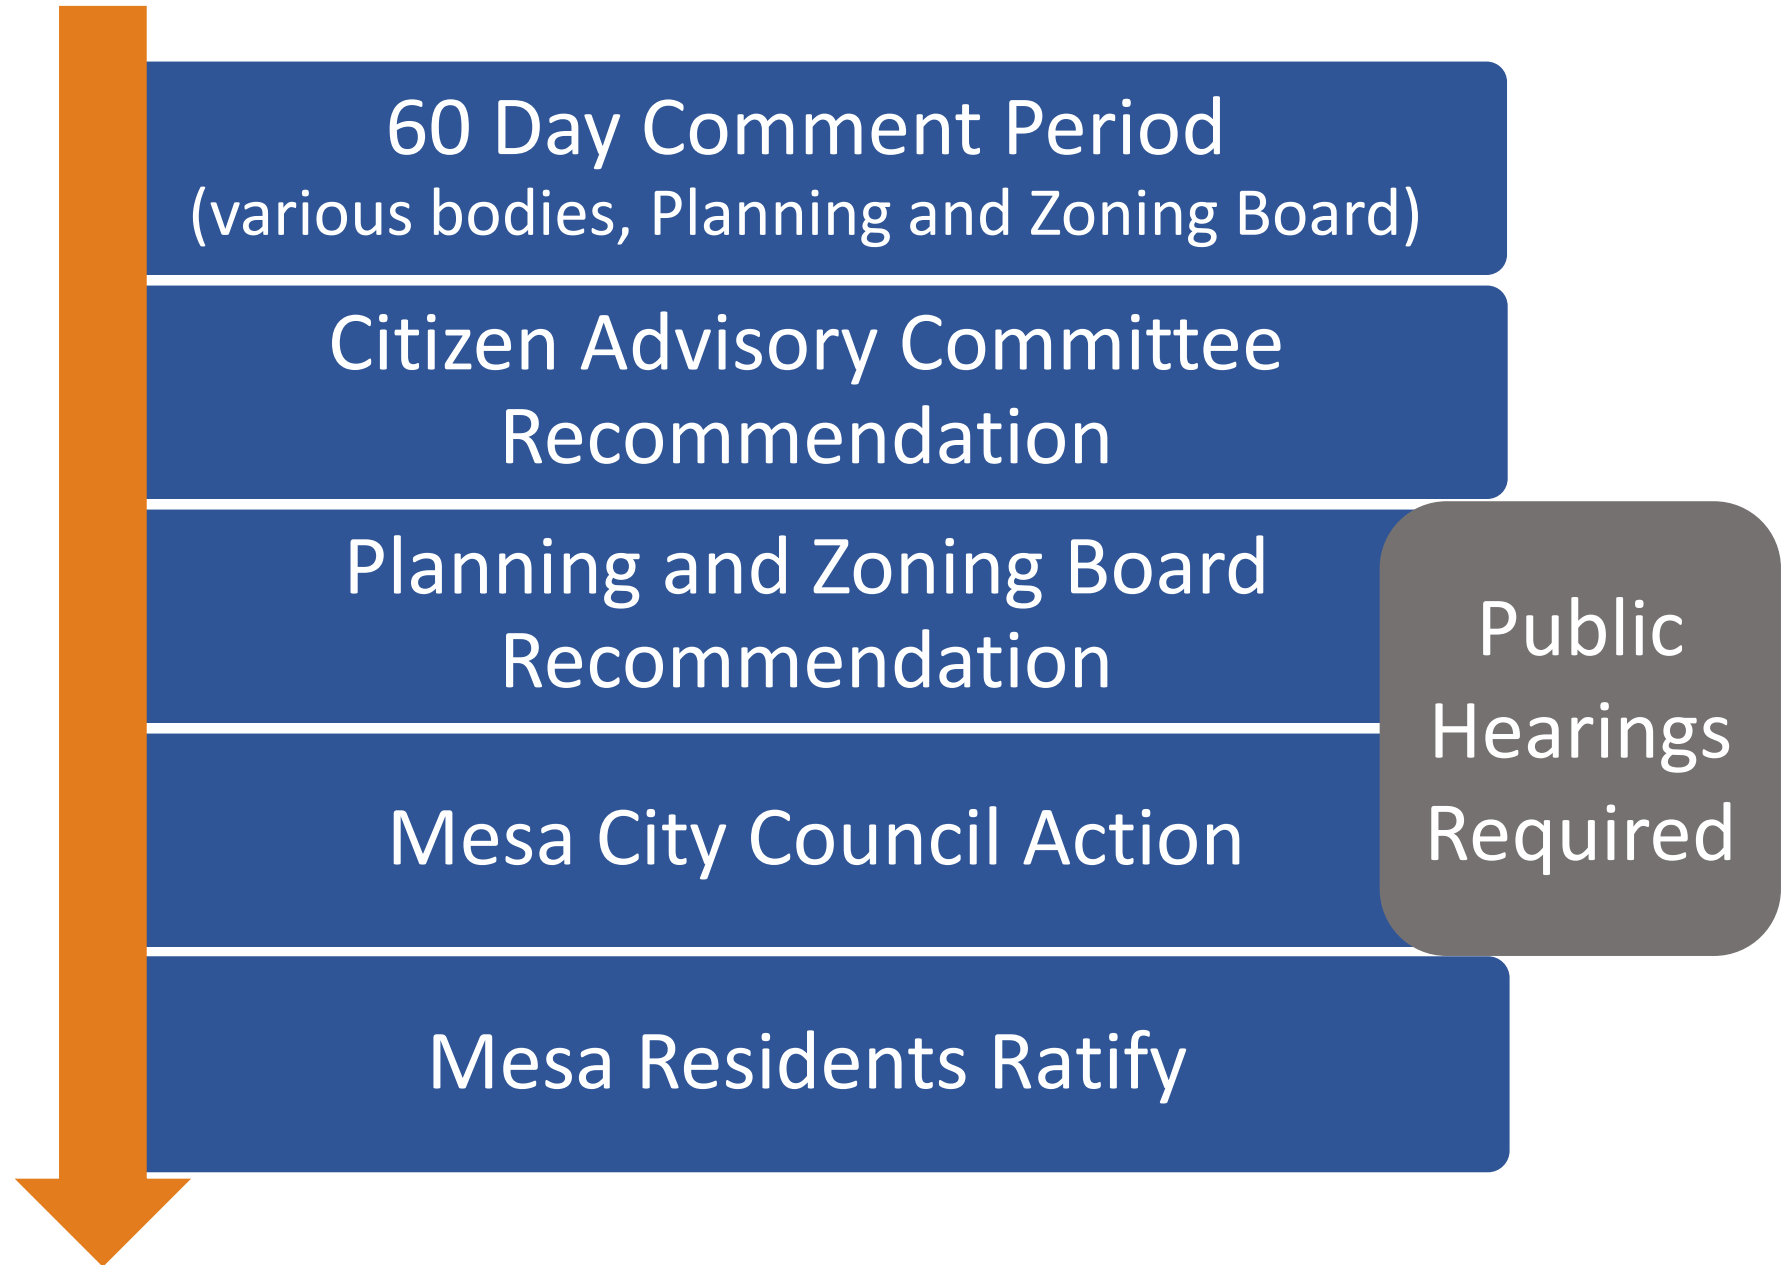 60 Day Comment Period
(various bodies, Planning and Zoning Board)
Citizen Advisory Committee
Recommendation
Planning and Zoning Board
Recommendation
Mesa City Council Action
Public
Hearings
Required
Mesa Residents Ratify